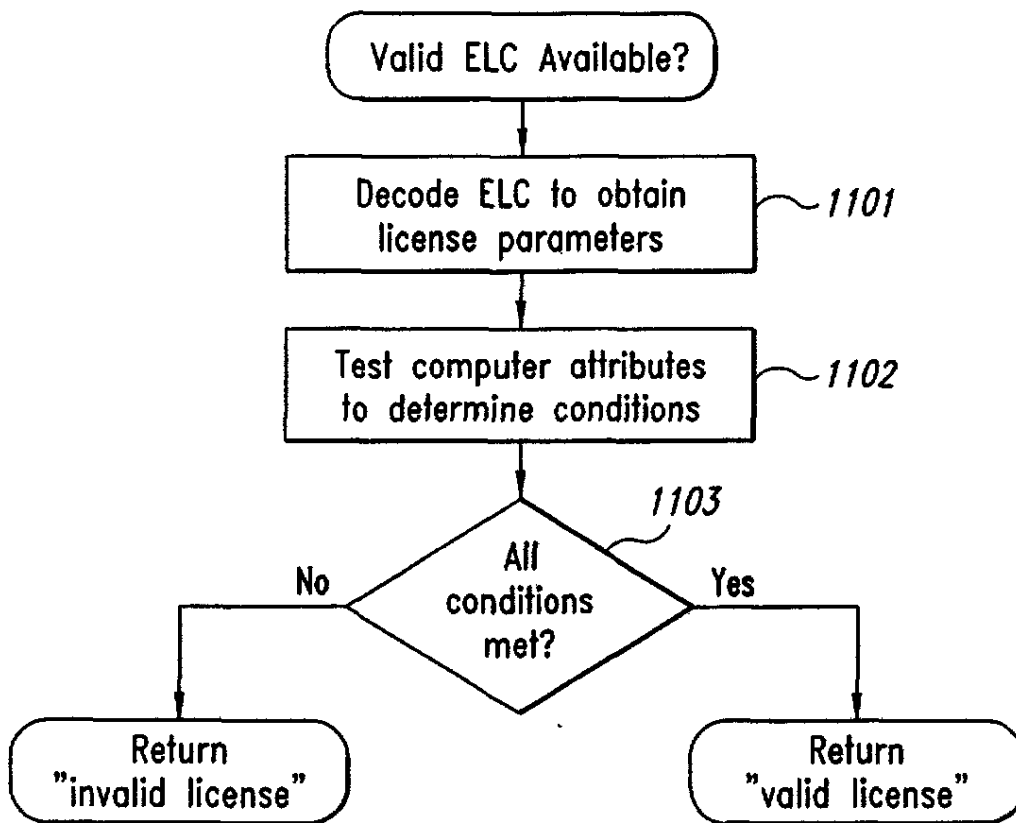 Valid ELC Available?
Decode ELC to obtain
license parameters
1101
Test computer attributes
to determine conditions
1102
1103
All
conditions
met?
No
Yes
Return
"invalid license"
Return
"valid license"